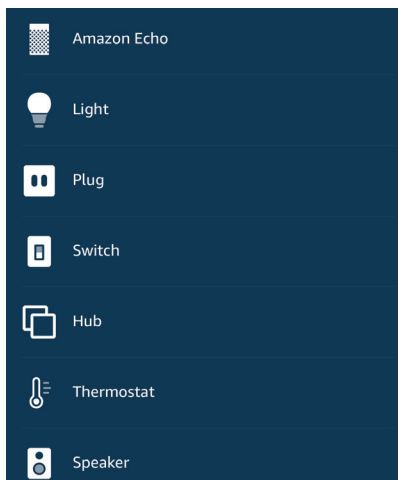 Amazon Echo
Light
Plug
Switch
Hub
Thermostat
Speaker